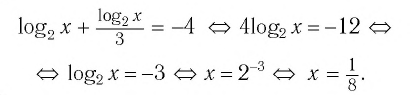 log₂ x + log₂ x / 3 = −4 ⇔ 4log₂ x = −12 ⇔
⇔ log₂ x = −3 ⇔ x = 2⁻³ ⇔ x = 1/8.